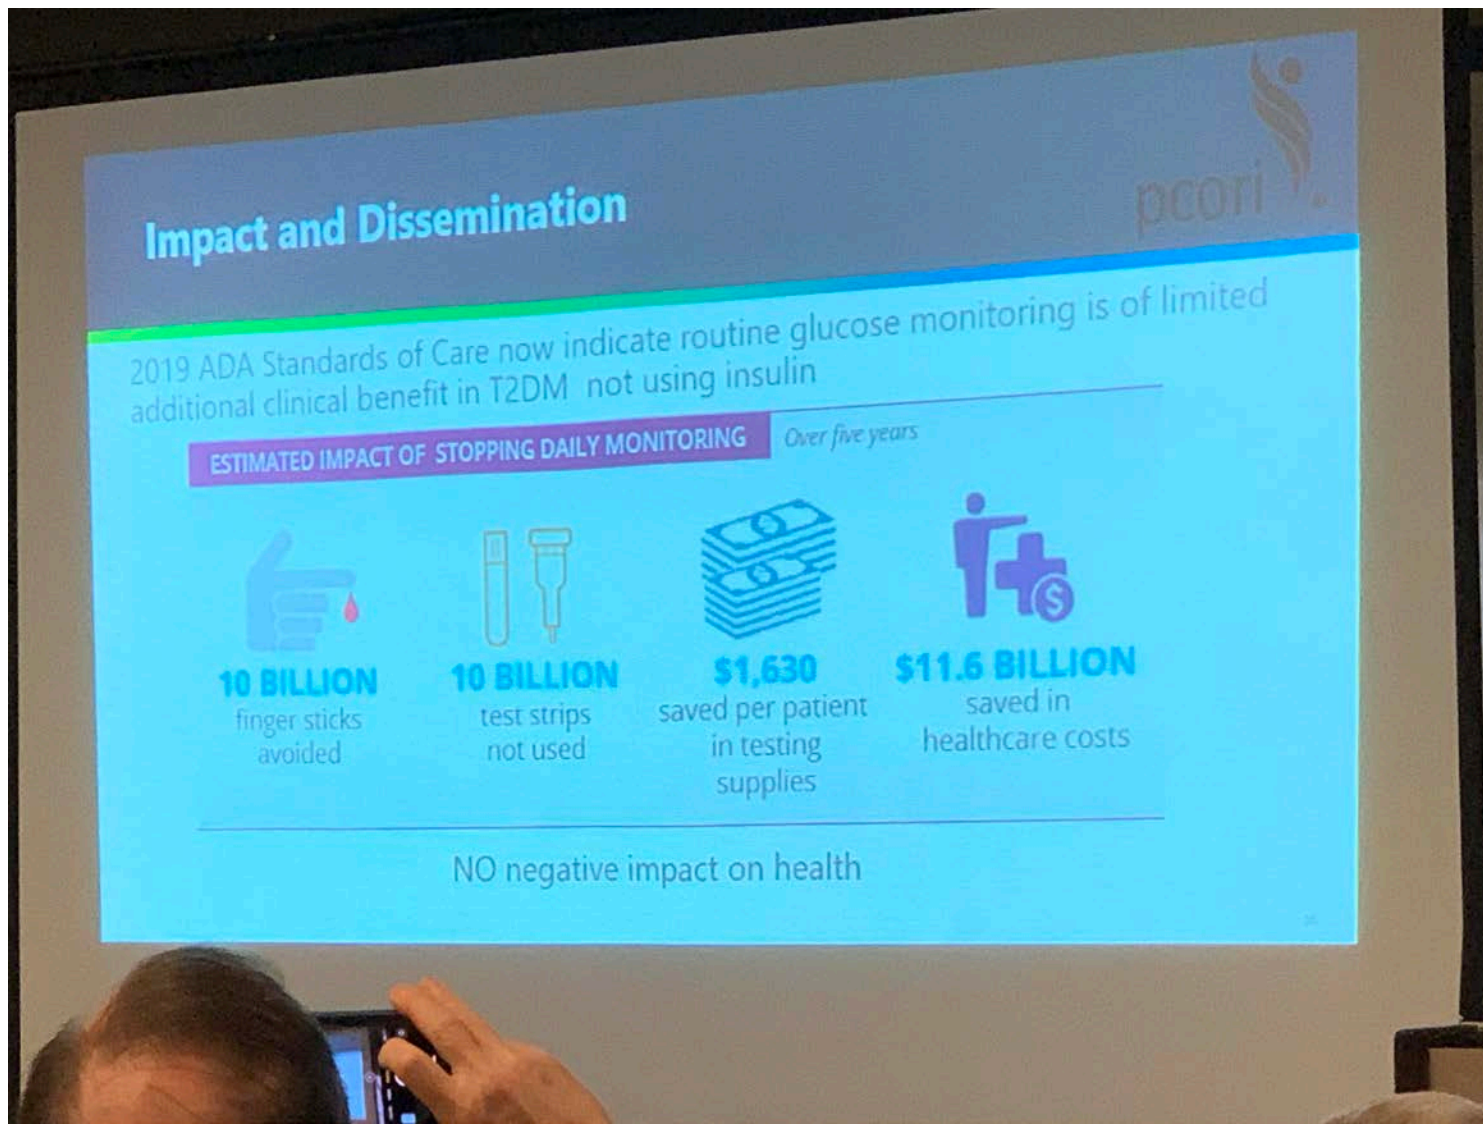 pcori
Impact and Dissemination
2019 ADA Standards of Care now indicate routine glucose monitoring is of limited
additional clinical benefit in T2DM not using insulin
ESTIMATED IMPACT OF STOPPING DAILY MONITORING
Over five years
10 BILLION
finger sticks
avoided
10 BILLION
test strips
not used
$1,630
saved per patient
in testing
supplies
$
$11.6 BILLION
saved in
healthcare costs
NO negative impact on health